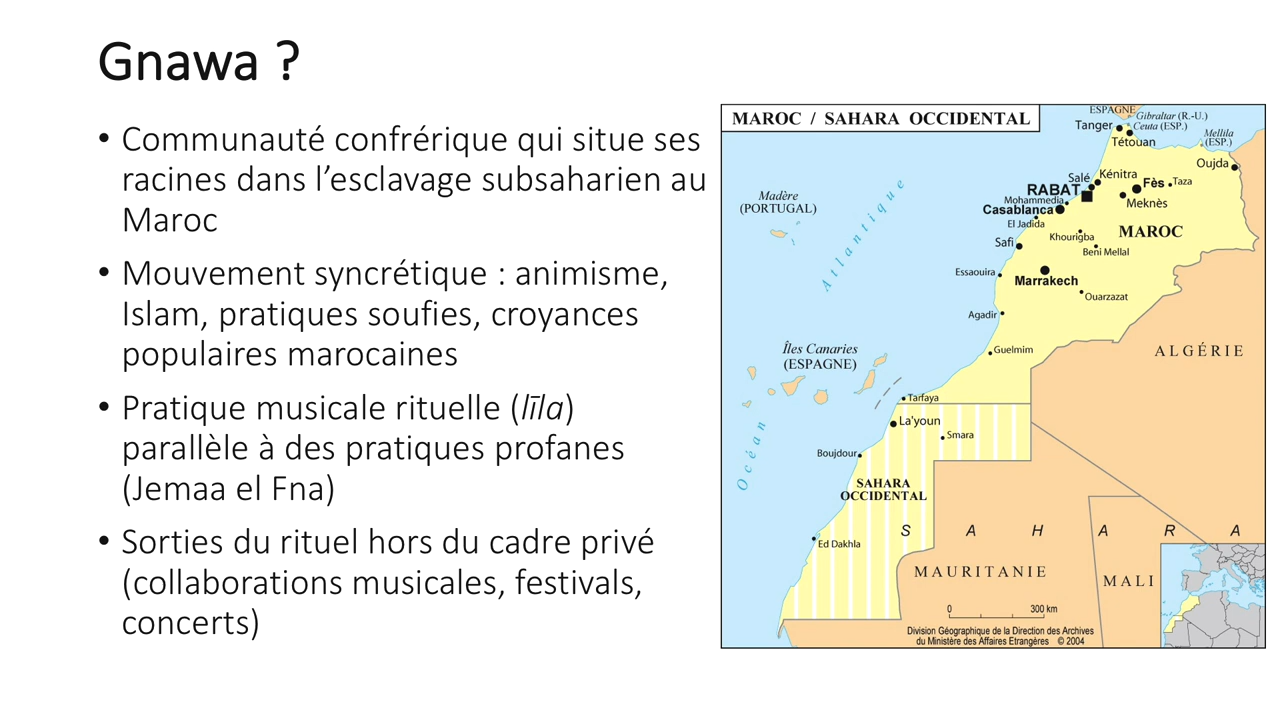 Gnawa ?
• Communauté confrérique qui situe ses
racines dans l’esclavage subsaharien au
Maroc
• Mouvement syncrétique : animisme,
Islam, pratiques soufies, croyances
populaires marocaines
• Pratique musicale rituelle (līla)
parallèle à des pratiques profanes
(Jemaa el Fna)
• Sorties du rituel hors du cadre privé
(collaborations musicales, festivals,
concerts)
MAROC / SAHARA OCCIDENTAL
ESPAGNE
Gibraltar (R.-U.)
Tanger
Ceuta (ESP.)
Mellila
(ESP.)
Tétouan
Oujda
Salé
Kénitra
Fès
Taza
RABAT
Mohammedia
Meknès
Casablanca
El Jadida
MAROC
Khouribga
Safi
Beni Mellal
Essaouira
Marrakech
Ouarzazat
Agadir
Guelmim
Madère
(PORTUGAL)
Océan Atlantique
Îles Canaries
(ESPAGNE)
ALGÉRIE
Tarfaya
La'youn
Smara
Boujdour
SAHARA
OCCIDENTAL
SAHARA
Ed Dakhla
MAURITANIE
MALI
0 300 km
Division Géographique de la Direction des Archives
du Ministère des Affaires Etrangères © 2004